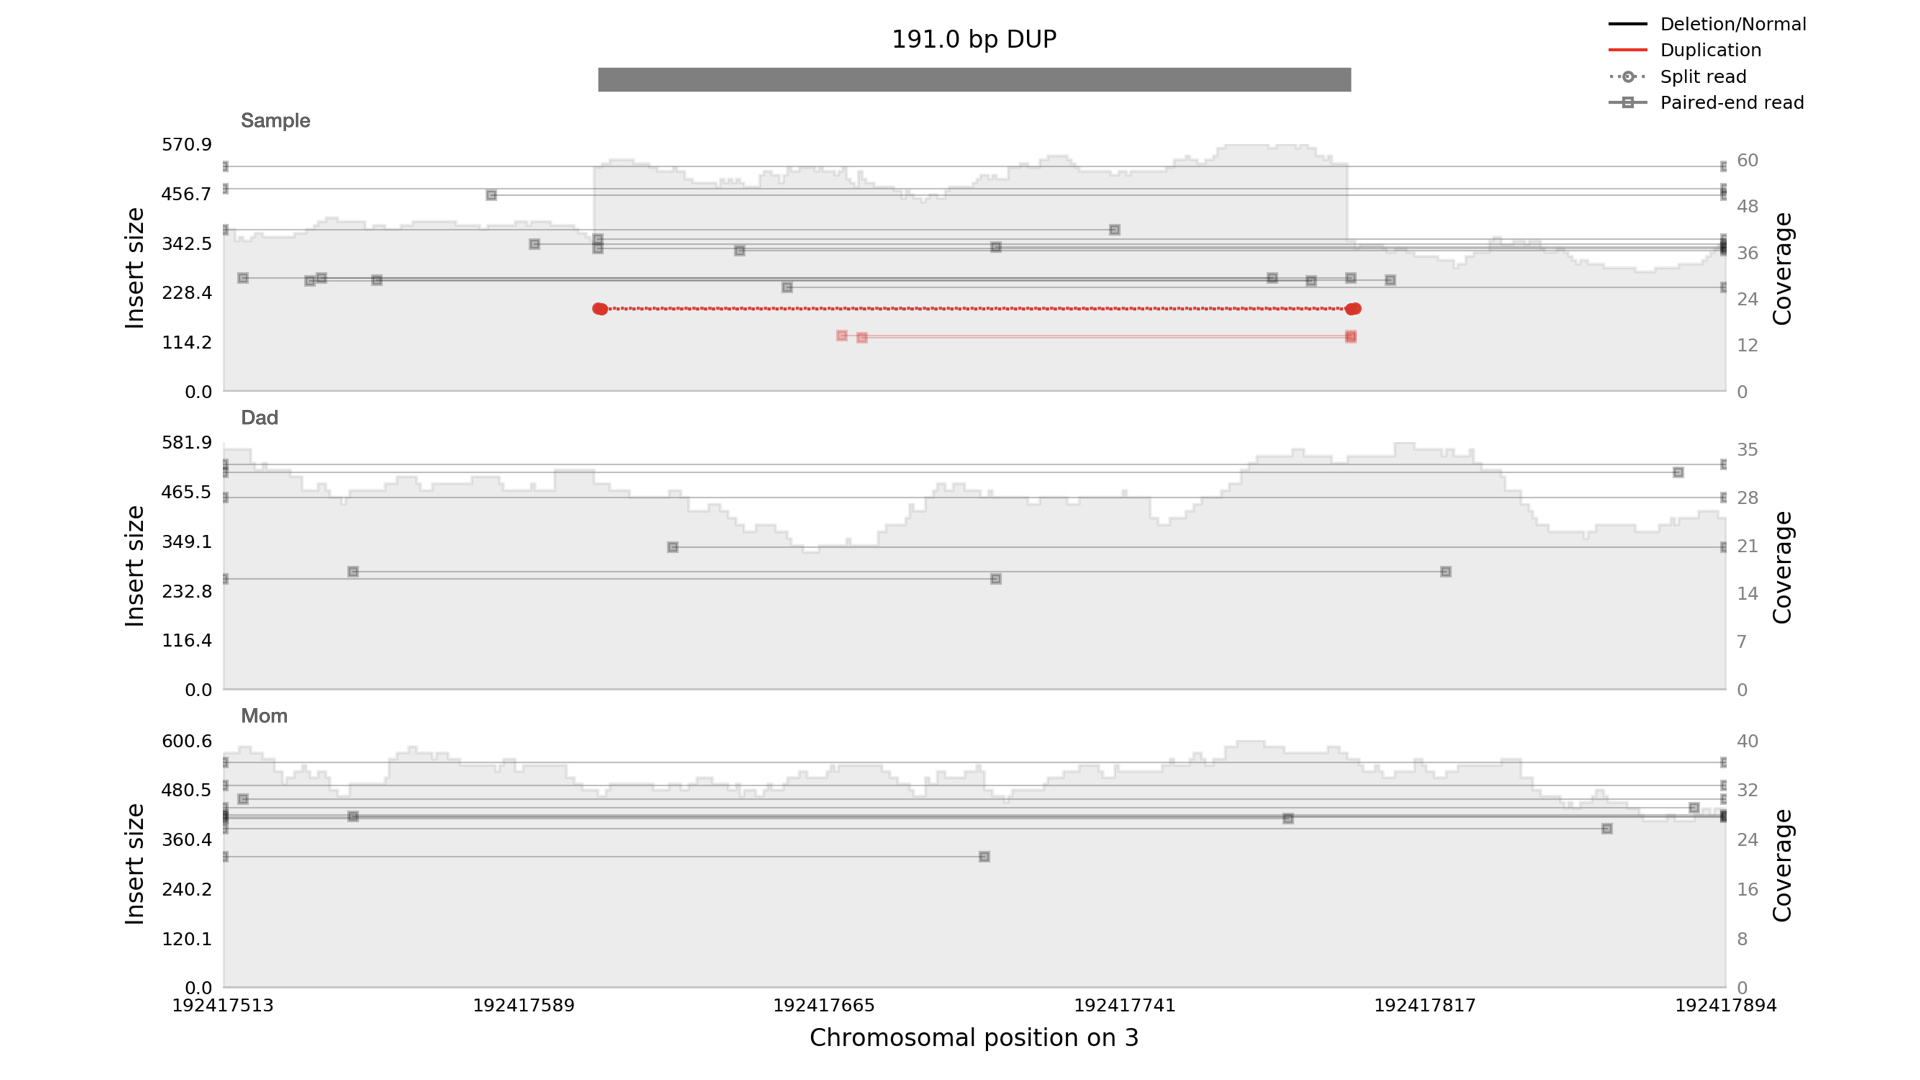 191.0 bp DUP
Deletion/Normal
Duplication
Split read
Paired-end read
Sample
570.9
456.7
342.5
228.4
114.2
0.0
Insert size
60
48
36
24
12
0
Coverage
Dad
581.9
465.5
349.1
232.8
116.4
0.0
Insert size
35
28
21
14
7
0
Coverage
Mom
600.6
480.5
360.4
240.2
120.1
0.0
Insert size
40
32
24
16
8
0
Coverage
192417513 192417589 192417665 192417741 192417817 192417894
Chromosomal position on 3